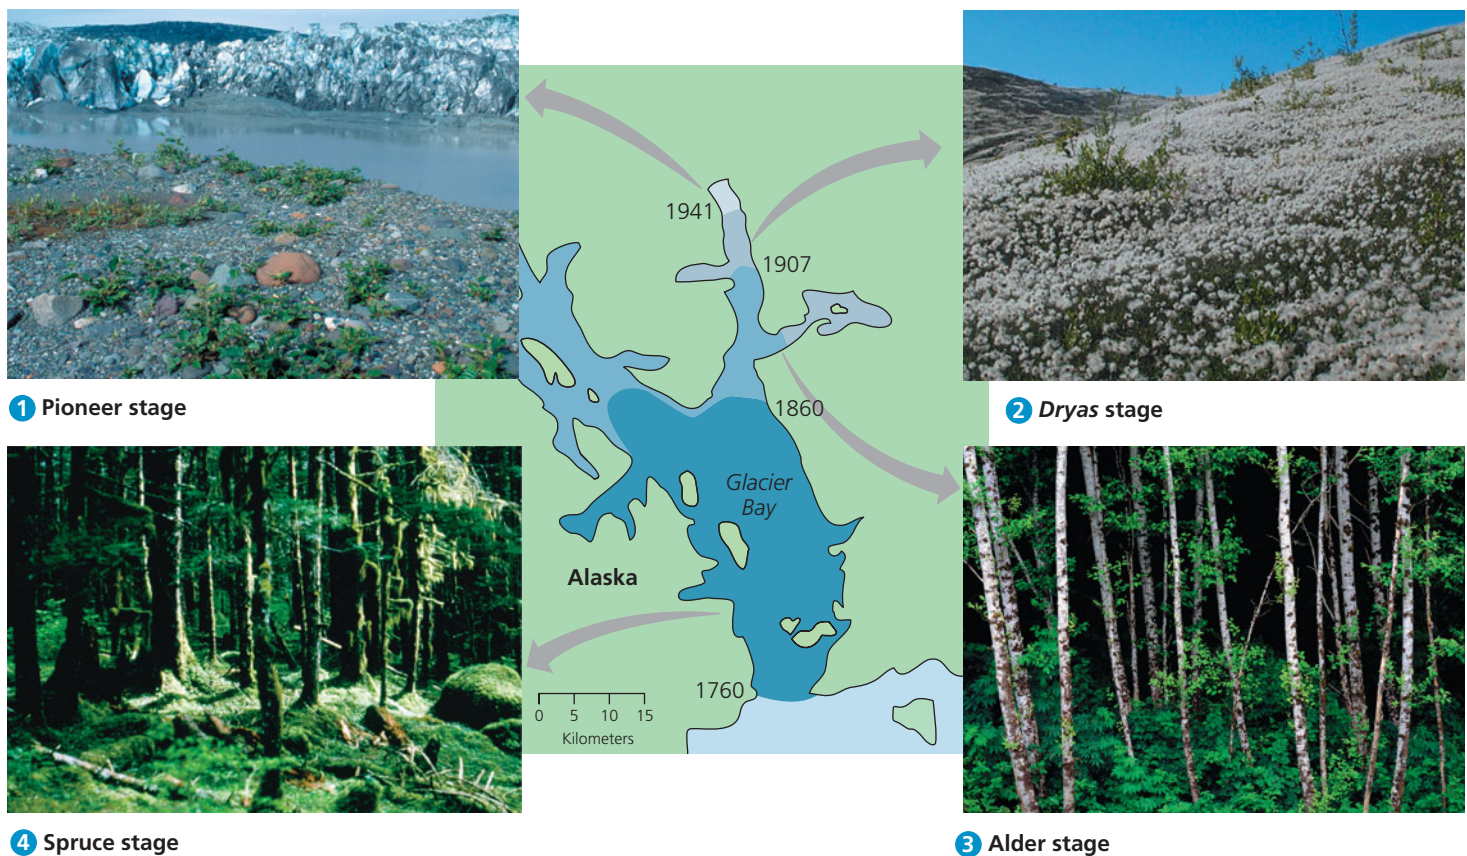 1941
1907
1 Pioneer stage
1860
2 Dryas stage
Glacier
Bay
Alaska
1760
0 5 10 15
Kilometers
4 Spruce stage
3 Alder stage